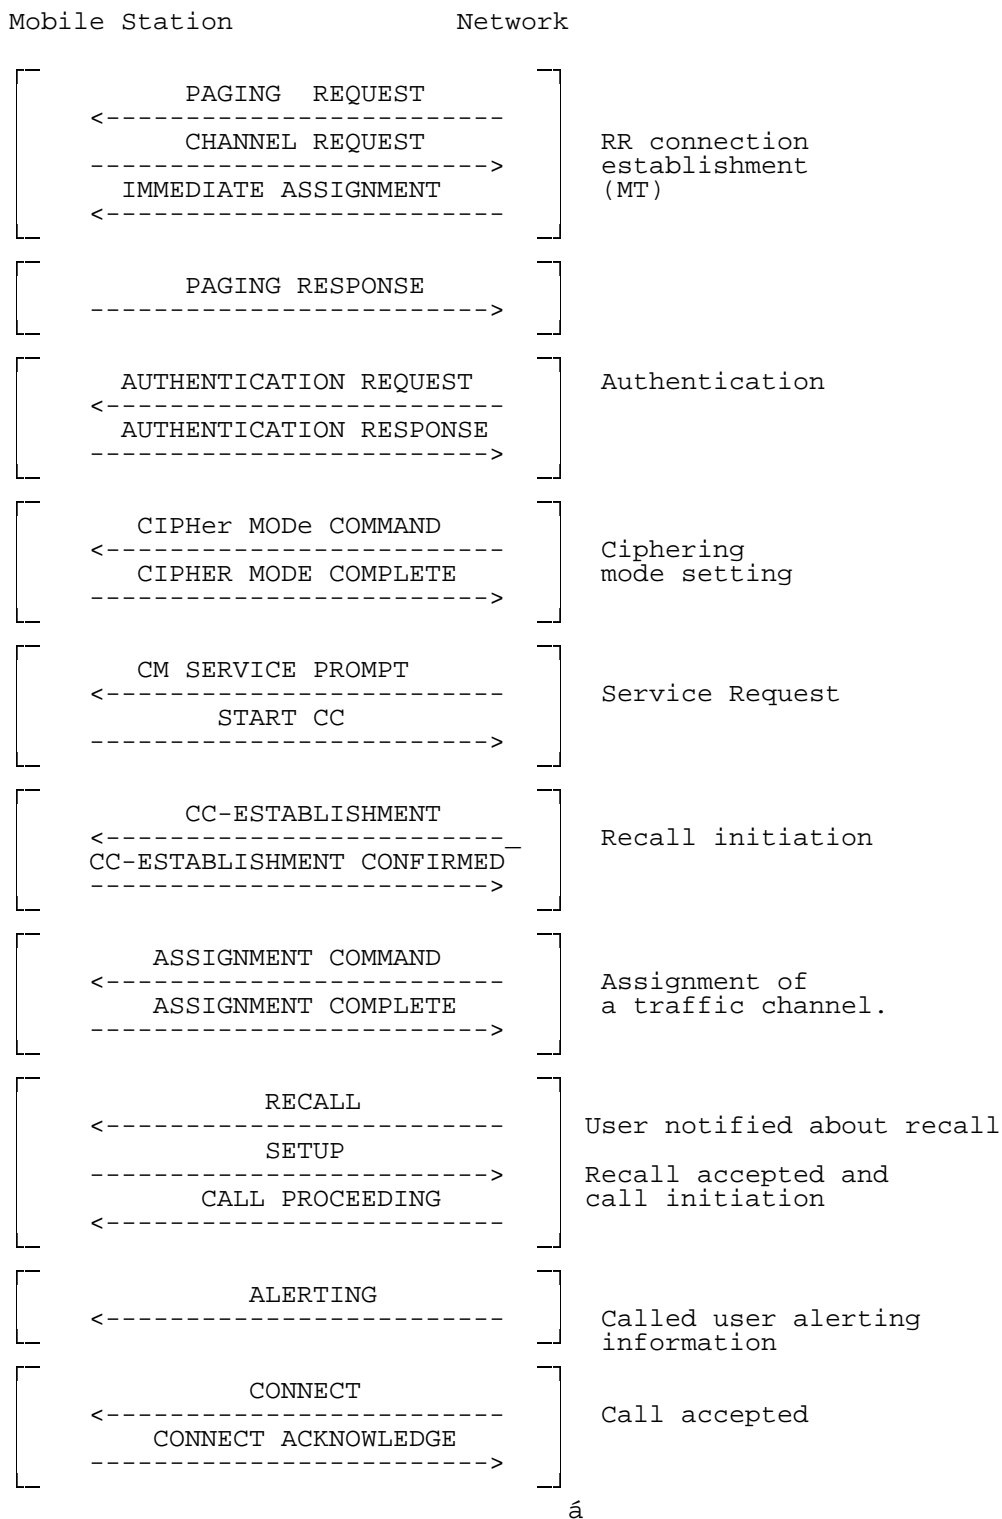 Mobile Station Network
PAGING REQUEST
<-------------------------
CHANNEL REQUEST
RR connection
------------------------->
establishment
IMMEDIATE ASSIGNMENT
(MT)
<-------------------------
PAGING RESPONSE
------------------------->
AUTHENTICATION REQUEST
Authentication
<-------------------------
AUTHENTICATION RESPONSE
------------------------->
CIPHer MODe COMMAND
<-------------------------
Ciphering
CIPHER MODE COMPLETE
mode setting
------------------------->
CM SERVICE PROMPT
<-------------------------
Service Request
START CC
------------------------->
CC-ESTABLISHMENT
<-------------------------_
Recall initiation
CC-ESTABLISHMENT CONFIRMED
------------------------->
ASSIGNMENT COMMAND
<-------------------------
Assignment of
ASSIGNMENT COMPLETE
a traffic channel.
------------------------->
RECALL
<-------------------------
User notified about recall
SETUP
------------------------->
Recall accepted and
CALL PROCEEDING
call initiation
<-------------------------
ALERTING
<-------------------------
Called user alerting
information
CONNECT
<-------------------------
Call accepted
CONNECT ACKNOWLEDGE
------------------------->
á